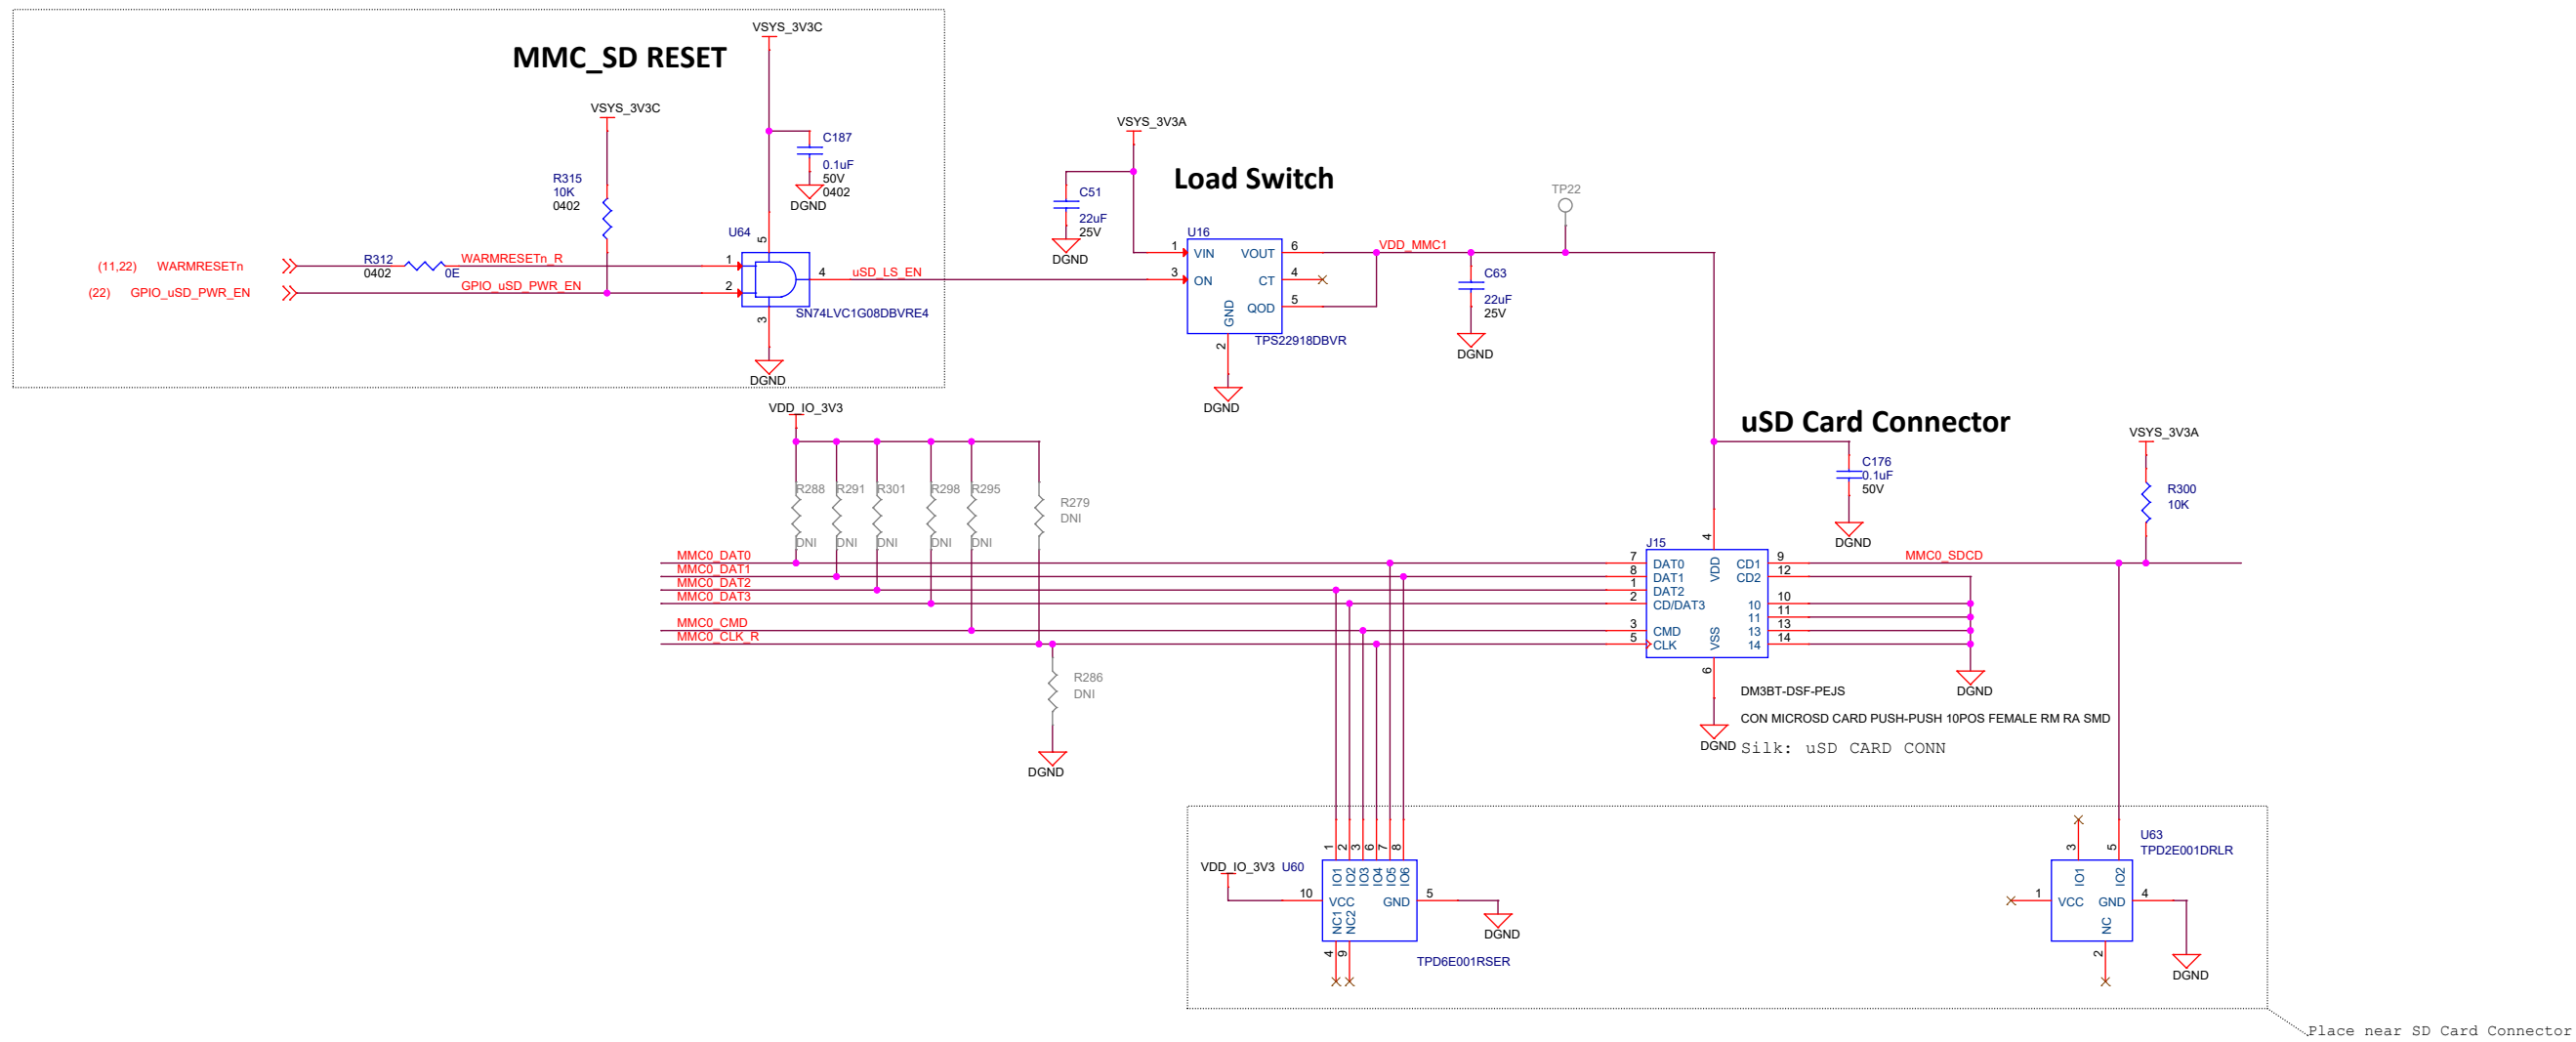 MMC_SD RESET
VSYS_3V3C
VSYS_3V3C
C187
0.1uF
50V
0402
DGND
R315
10K
0402
U64
5
(11,22) WARMRESETn
R312
0402
0E
WARMRESETn_R
1
(22) GPIO_uSD_PWR_EN
GPIO_uSD_PWR_EN
2
4
uSD_LS_EN
SN74LVC1G08DBVRE4
3
DGND
Load Switch
VSYS_3V3A
C51
22uF
25V
DGND
U16
1 VIN VOUT 6
3 ON CT 4
GND QOD 5
2
TPS22918DBVR
DGND
VDD_MMC1
TP22
C63
22uF
25V
DGND
VDD_IO_3V3
R288 R291 R301 R298 R295
DNI DNI DNI DNI DNI
R279
DNI
MMC0_DAT0
MMC0_DAT1
MMC0_DAT2
MMC0_DAT3
MMC0_CMD
MMC0_CLK_R
R286
DNI
DGND
uSD Card Connector
C176
0.1uF
50V
DGND
VSYS_3V3A
R300
10K
J15
4
VDD
7 DAT0 CD1 9
8 DAT1 CD2 12
1 DAT2
2 CD/DAT3 10 10
11 11
3 CMD 13 13
5 CLK 14 14
VSS
6
MMC0_SDCD
DGND
DGND
DM3BT-DSF-PEJS
CON MICROSD CARD PUSH-PUSH 10POS FEMALE RM RA SMD
Silk: uSD CARD CONN
VDD_IO_3V3 U60
1 2 3 6 7 8
IO1 IO2 IO3 IO4 IO5 IO6
10 VCC GND 5
NC1 NC2
4 9
DGND
TPD6E001RSER
U63
TPD2E001DRLR
3 5
IO1 IO2
1 VCC GND 4
NC
2
DGND
Place near SD Card Connector